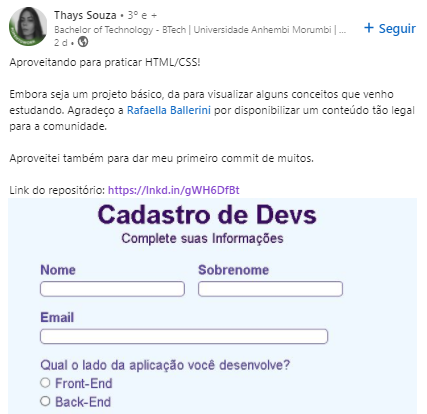 Thays Souza • 3º e +
Bachelor of Technology - BTech | Universidade Anhembi Morumbi | ...
2 d •
+ Seguir
Aproveitando para praticar HTML/CSS!
Embora seja um projeto básico, da para visualizar alguns conceitos que venho
estudando. Agradeço a Rafaella Ballerini por disponibilizar um conteúdo tão legal
para a comunidade.
Aproveitei também para dar meu primeiro commit de muitos.
Link do repositório: https://lnkd.in/gWH6DfBt
Cadastro de Devs
Complete suas Informações
Nome
Sobrenome
Email
Qual o lado da aplicação você desenvolve?
Front-End
Back-End